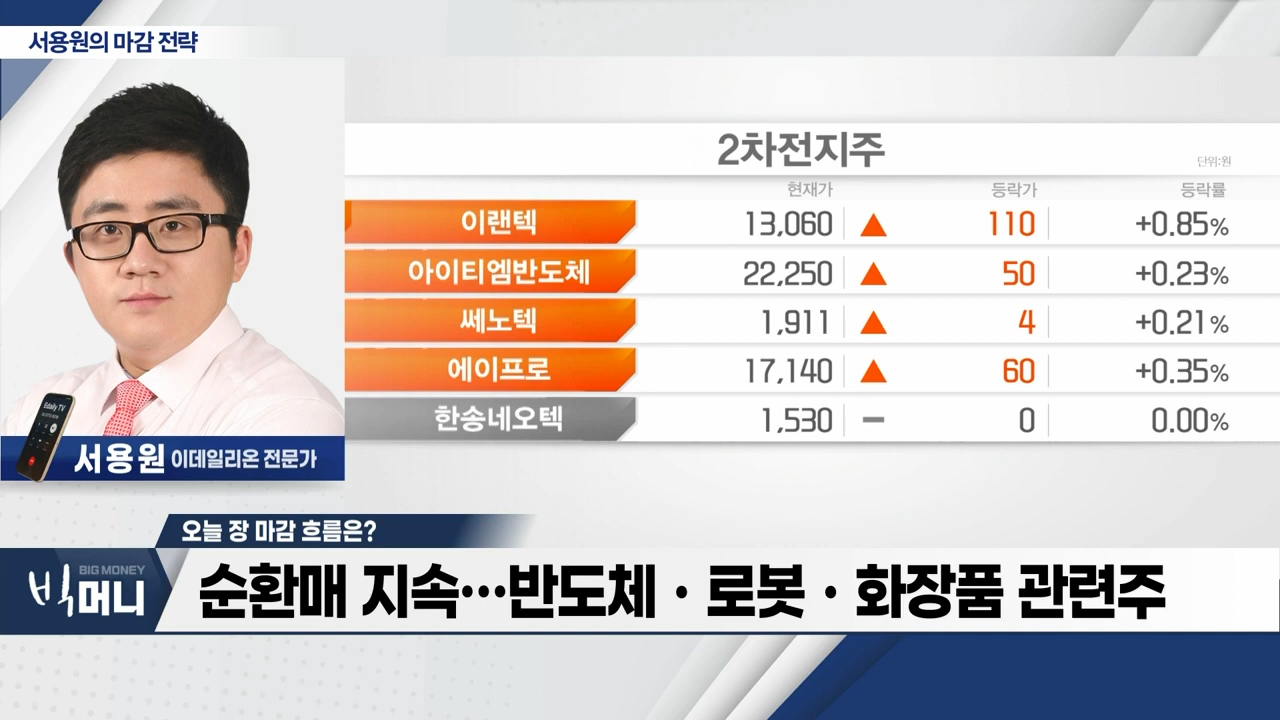 서용원의 마감 전략
2차전지주
단위:원
현재가 등락가 등락률
이랜텍 13,060 ▲ 110 +0.85%
아이티엠반도체 22,250 ▲ 50 +0.23%
쎄노텍 1,911 ▲ 4 +0.21%
에이프로 17,140 ▲ 60 +0.35%
한송네오텍 1,530 – 0 0.00%
Edaily TV
서용원 이데일리온 전문가
오늘 장 마감 흐름은?
BIG MONEY
빅머니
순환매 지속···반도체·로봇·화장품 관련주